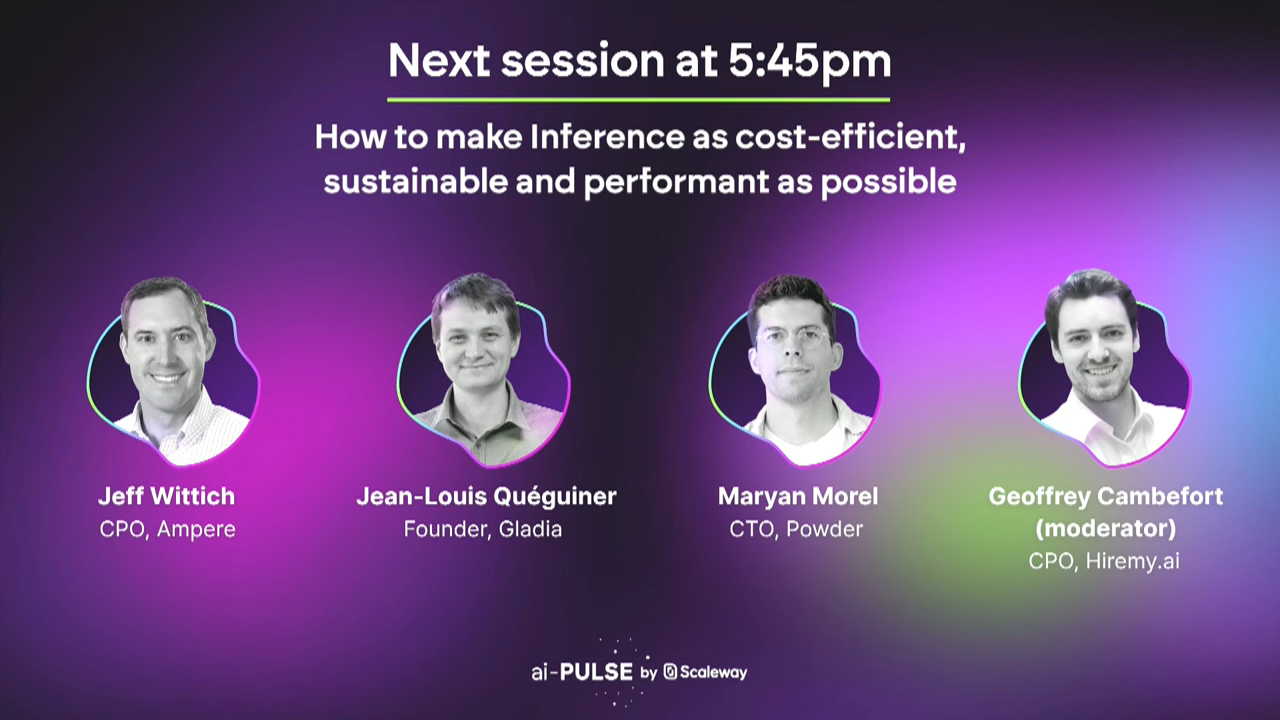 Next session at 5:45pm
How to make Inference as cost-efficient,
sustainable and performant as possible
Jeff Wittich
CPO, Ampere
Jean-Louis Quéguiner
Founder, Gladia
Maryan Morel
CTO, Powder
Geoffrey Cambefort
(moderator)
CPO, Hiremy.ai
ai-PULSE by Scaleway